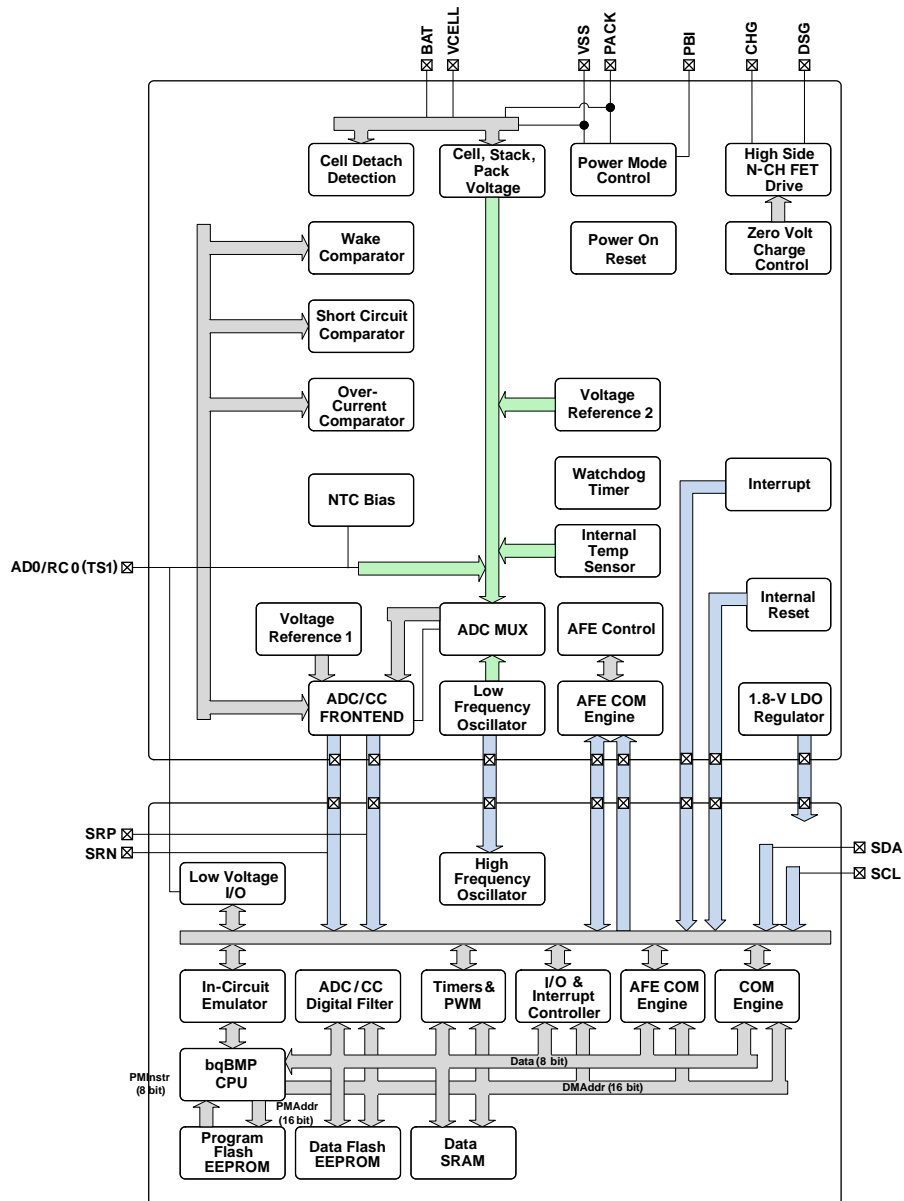 BAT
VCELL
VSS
PACK
PBI
CHG
DSG
Cell Detach
Detection
Cell, Stack,
Pack
Voltage
Power Mode
Control
High Side
N-CH FET
Drive
Wake
Comparator
Power On
Reset
Zero Volt
Charge
Control
Short Circuit
Comparator
Over-
Current
Comparator
Voltage
Reference 2
NTC Bias
Watchdog
Timer
Interrupt
AD0/RC0 (TS1)
Internal
Temp
Sensor
Internal
Reset
Voltage
Reference 1
ADC MUX
AFE Control
ADC/CC
FRONTEND
Low
Frequency
Oscillator
AFE COM
Engine
1.8-V LDO
Regulator
SRP
SRN
SDA
SCL
Low Voltage
I/O
High
Frequency
Oscillator
In-Circuit
Emulator
ADC/CC
Digital Filter
Timers &
PWM
I/O &
Interrupt
Controller
AFE COM
Engine
COM
Engine
bqBMP
CPU
Data (8 bit)
DMAddr (16 bit)
PMInstr
(8 bit)
PMAddr
(16 bit)
Program
Flash
EEPROM
Data Flash
EEPROM
Data
SRAM